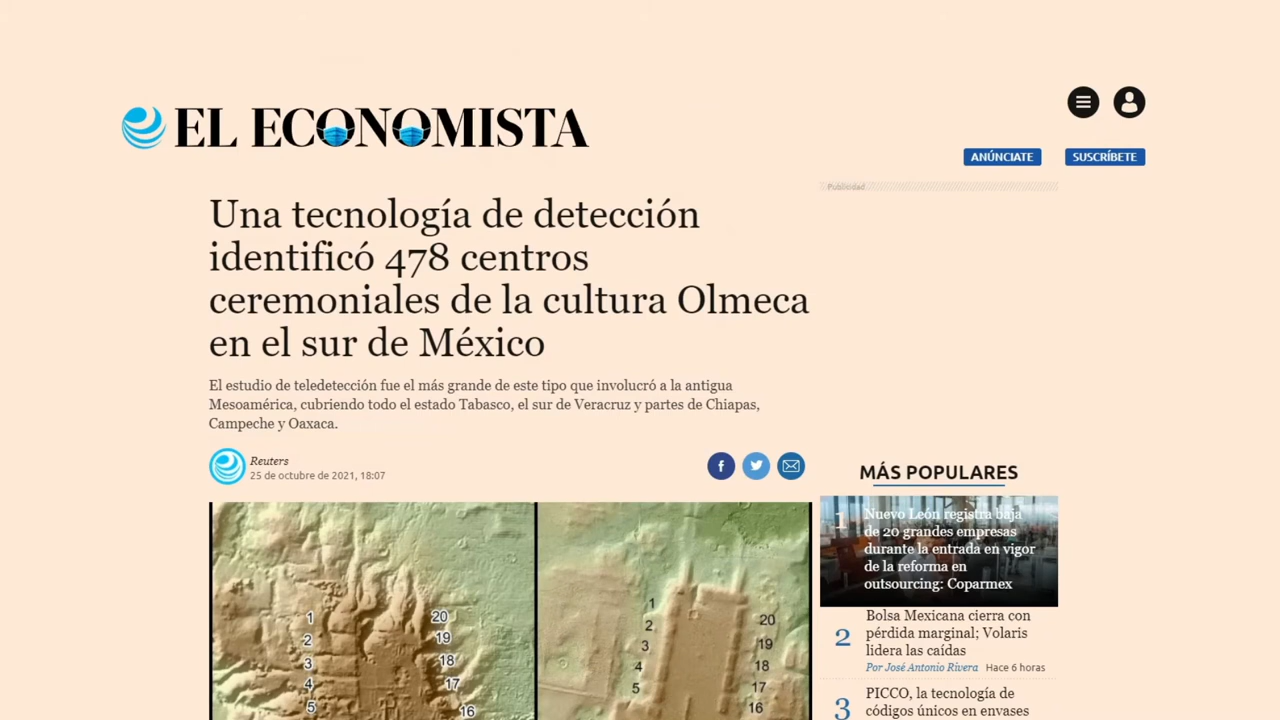 EL ECONOMISTA
ANÚNCIATE
SUSCRÍBETE
Publicidad
Una tecnología de detección
identificó 478 centros
ceremoniales de la cultura Olmeca
en el sur de México
El estudio de teledetección fue el más grande de este tipo que involucró a la antigua
Mesoamérica, cubriendo todo el estado Tabasco, el sur de Veracruz y partes de Chiapas,
Campeche y Oaxaca.
Reuters
25 de octubre de 2021, 18:07
1
2
3
4
5
20
19
18
17
16
1
2
3
4
5
20
19
18
17
16
MÁS POPULARES
1
Nuevo León registra baja
de 20 grandes empresas
durante la entrada en vigor
de la reforma en
outsourcing: Coparmex
2
Bolsa Mexicana cierra con
pérdida marginal; Volaris
lidera las caídas
Por José Antonio Rivera Hace 6 horas
3
PICCO, la tecnología de
códigos únicos en envases